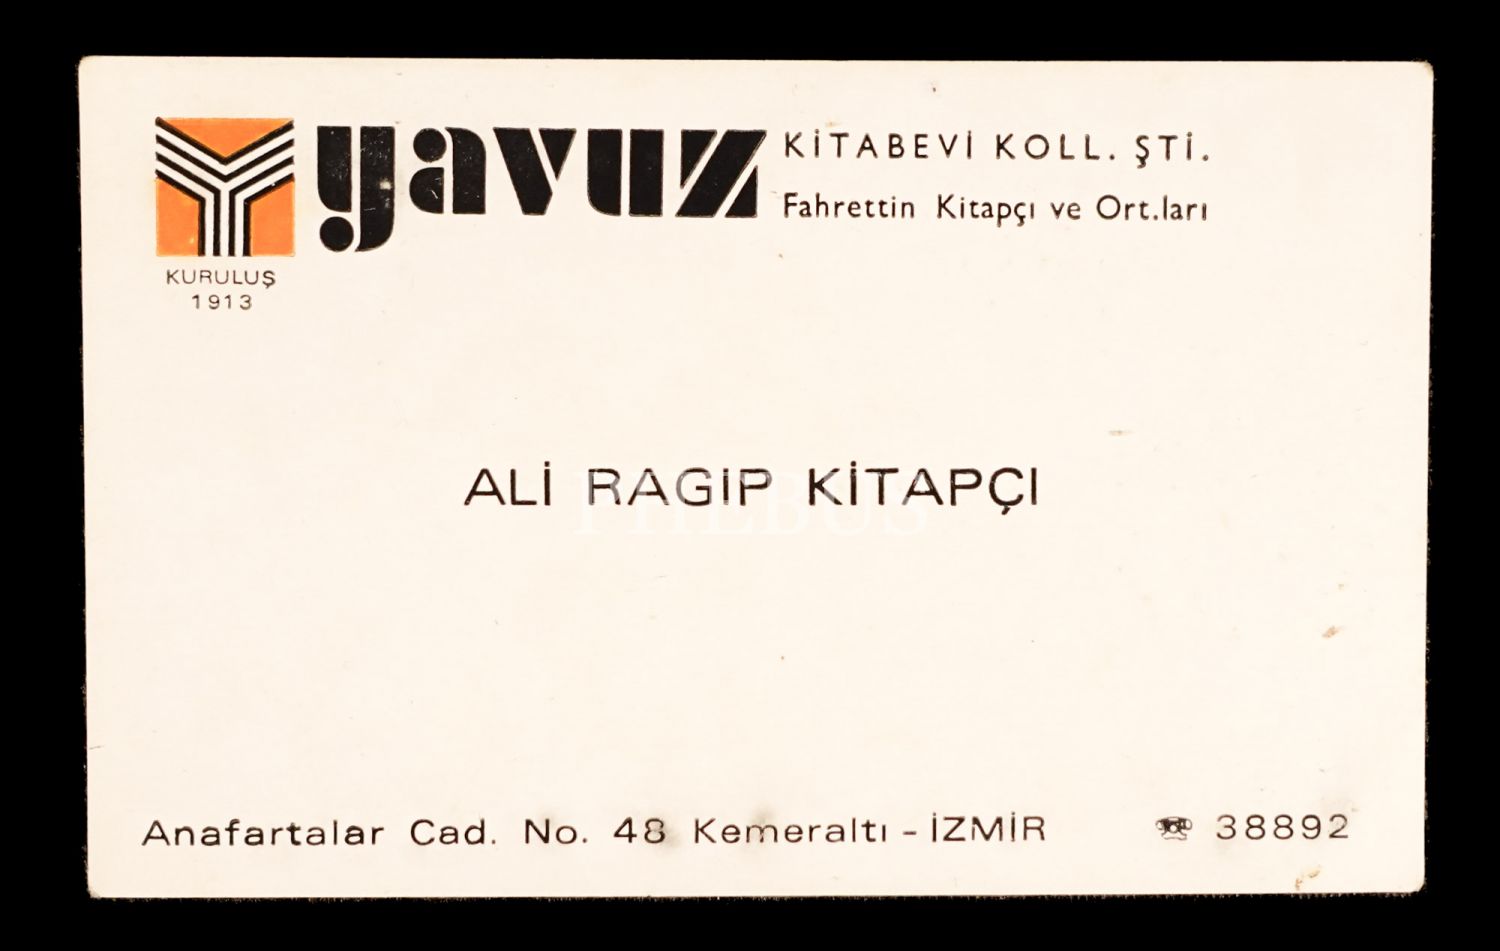 yavuz KİTABEVİ KOLL. ŞTİ.
Fahrettin Kitapçı ve Ort.ları
KURULUŞ
1913
ALİ RAGIP KİTAPÇI
PHEBUS
Anafartalar Cad. No. 48 Kemeraltı - İZMİR ☎ 38892